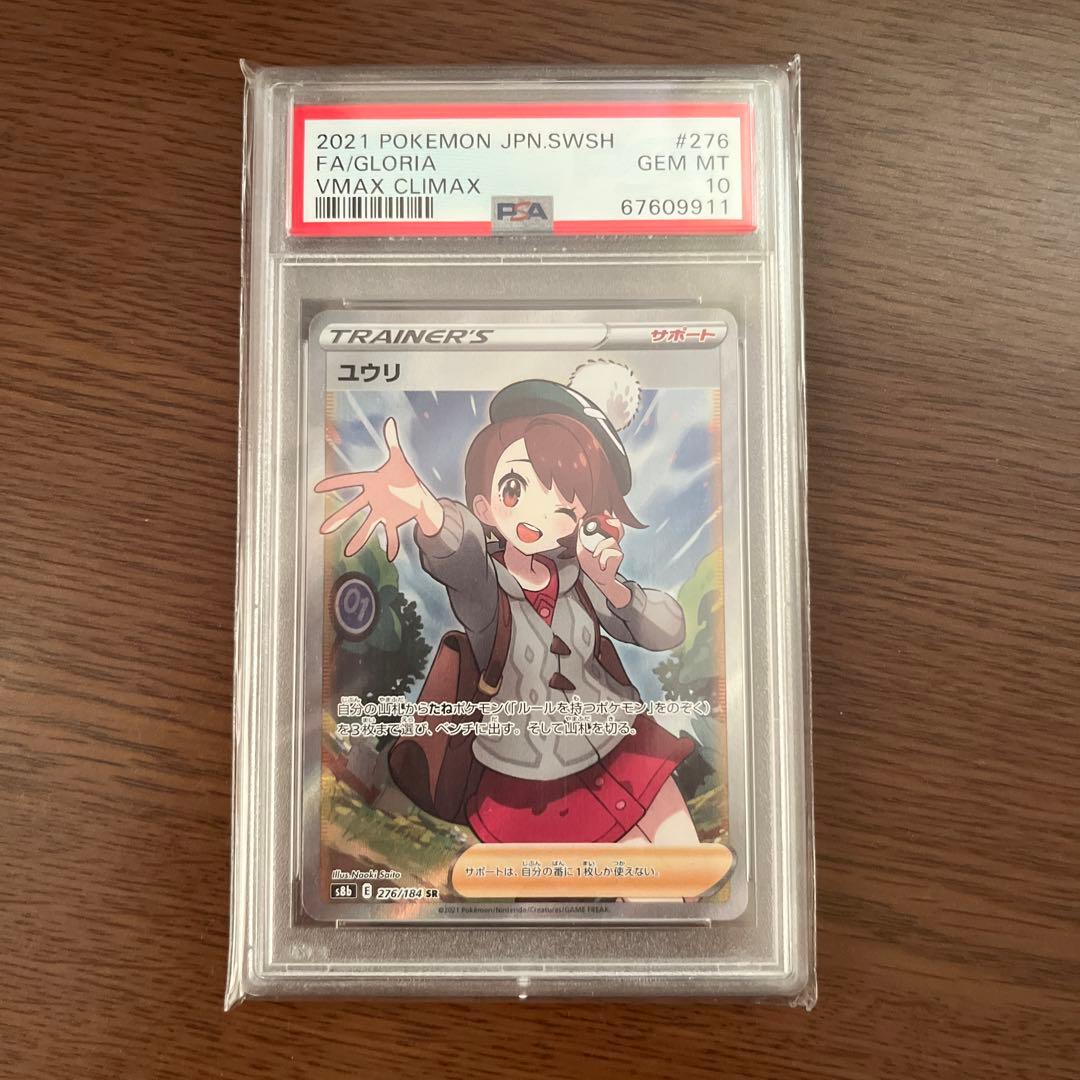 2021 POKEMON JPN.SWSH #276
FA/GLORIA GEM MT
VMAX CLIMAX 10
PSA 67609911
TRAINER'S サポート
ユウリ
01
自分の山札からたねポケモン(「ルールを持つポケモン」をのぞく)
を3枚まで選び、ベンチに出す。そして山札を切る。
サポートは、自分の番に1枚しか使えない。
Illus. Naoki Saito
s8b E 276/184 SR
©2021 Pokémon/Nintendo/Creatures/GAME FREAK.